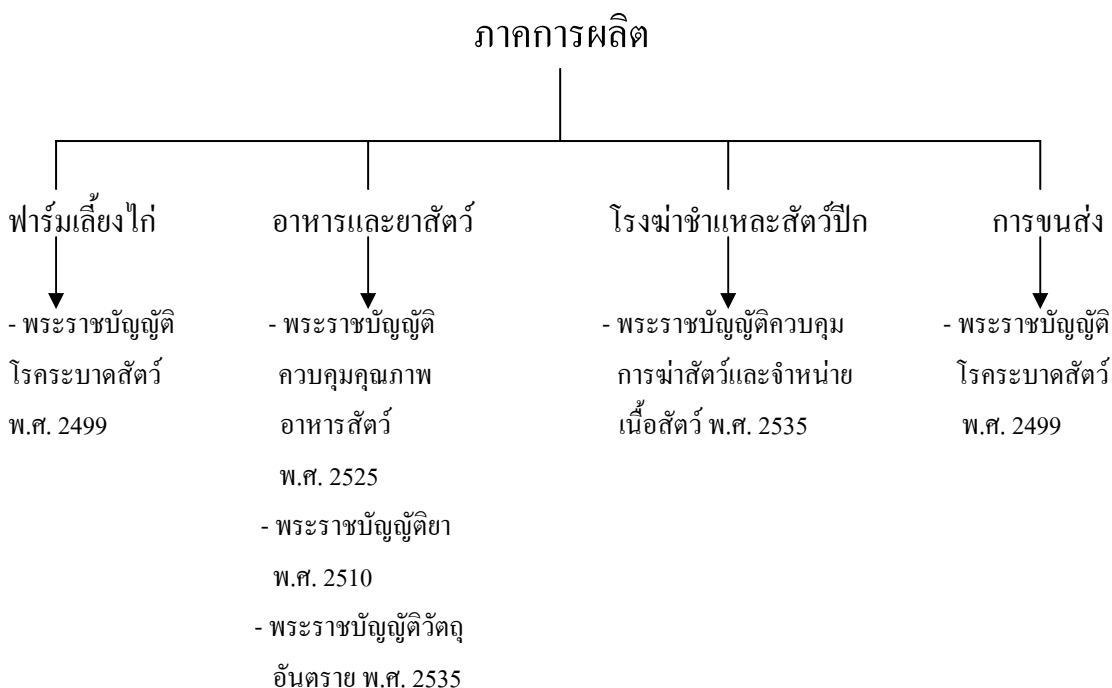 ภาคการผลิต
ฟาร์มเลี้ยงไก่
- พระราชบัญญัติ
โรคระบาดสัตว์
พ.ศ. 2499
อาหารและยาสัตว์
- พระราชบัญญัติ
ควบคุมคุณภาพ
อาหารสัตว์
พ.ศ. 2525
- พระราชบัญญัติยา
พ.ศ. 2510
- พระราชบัญญัติวัตถุ
อันตราย พ.ศ. 2535
โรงฆ่าชำแหละสัตว์ปีก
- พระราชบัญญัติควบคุม
การฆ่าสัตว์และจำหน่าย
เนื้อสัตว์ พ.ศ. 2535
การขนส่ง
- พระราชบัญญัติ
โรคระบาดสัตว์
พ.ศ. 2499